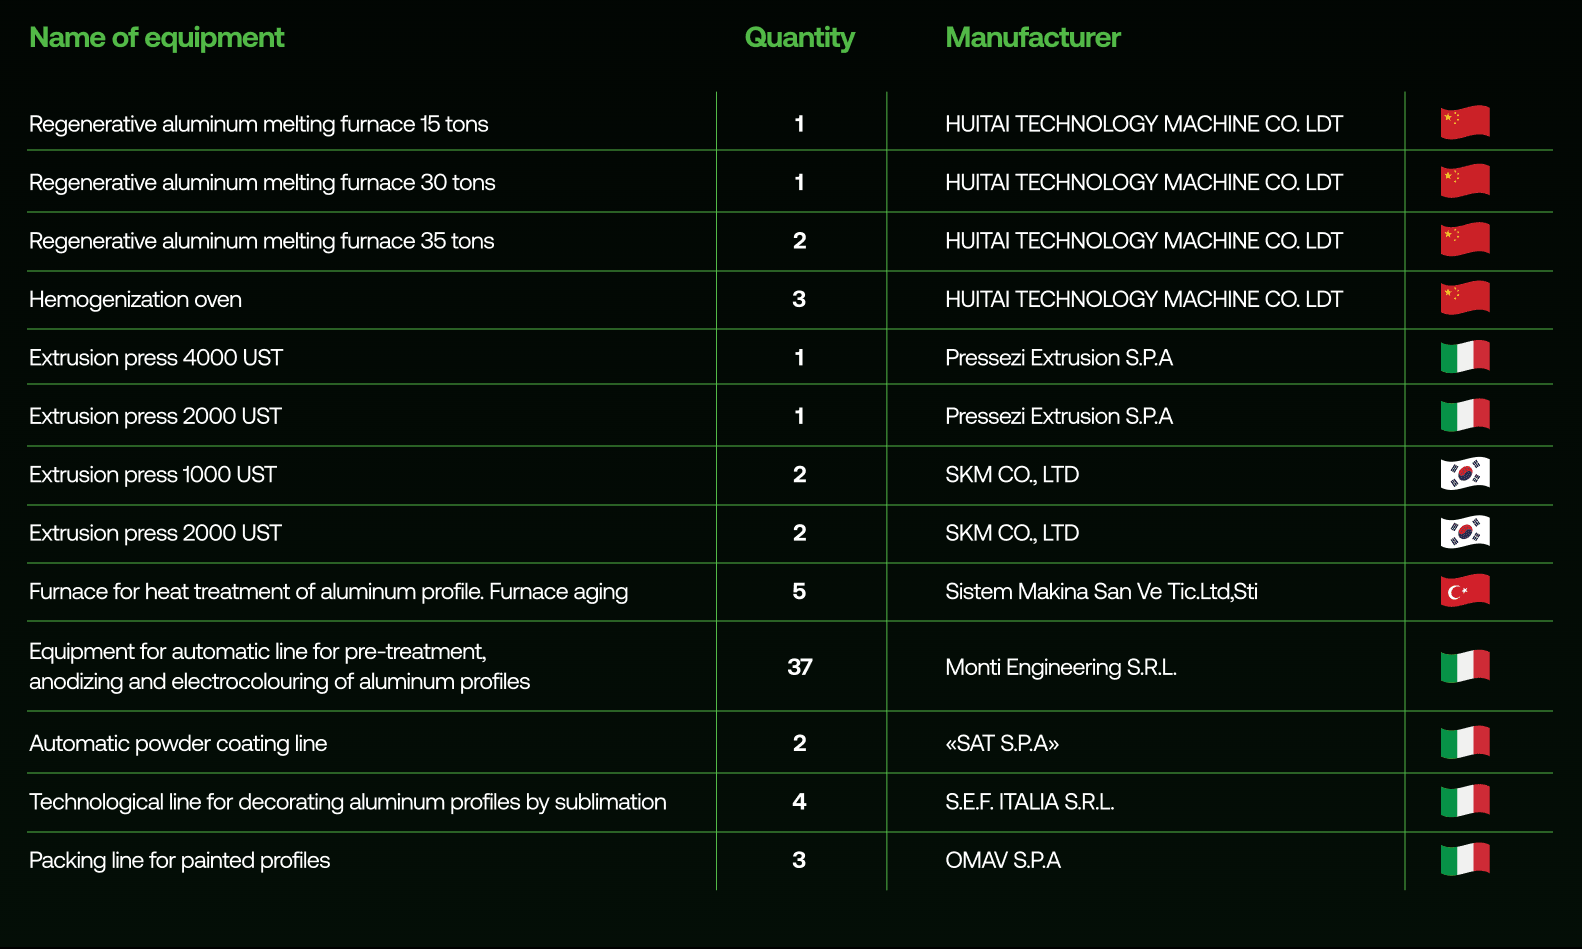 Name of equipment Quantity Manufacturer
Regenerative aluminum melting furnace 15 tons 1 HUITAI TECHNOLOGY MACHINE CO. LDT
Regenerative aluminum melting furnace 30 tons 1 HUITAI TECHNOLOGY MACHINE CO. LDT
Regenerative aluminum melting furnace 35 tons 2 HUITAI TECHNOLOGY MACHINE CO. LDT
Hemogenization oven 3 HUITAI TECHNOLOGY MACHINE CO. LDT
Extrusion press 4000 UST 1 Pressezi Extrusion S.P.A
Extrusion press 2000 UST 1 Pressezi Extrusion S.P.A
Extrusion press 1000 UST 2 SKM CO., LTD
Extrusion press 2000 UST 2 SKM CO., LTD
Furnace for heat treatment of aluminum profile. Furnace aging 5 Sistem Makina San Ve Tic.Ltd,Sti
Equipment for automatic line for pre-treatment,
anodizing and electrocolouring of aluminum profiles 37 Monti Engineering S.R.L.
Automatic powder coating line 2 «SAT S.P.A»
Technological line for decorating aluminum profiles by sublimation 4 S.E.F. ITALIA S.R.L.
Packing line for painted profiles 3 OMAV S.P.A